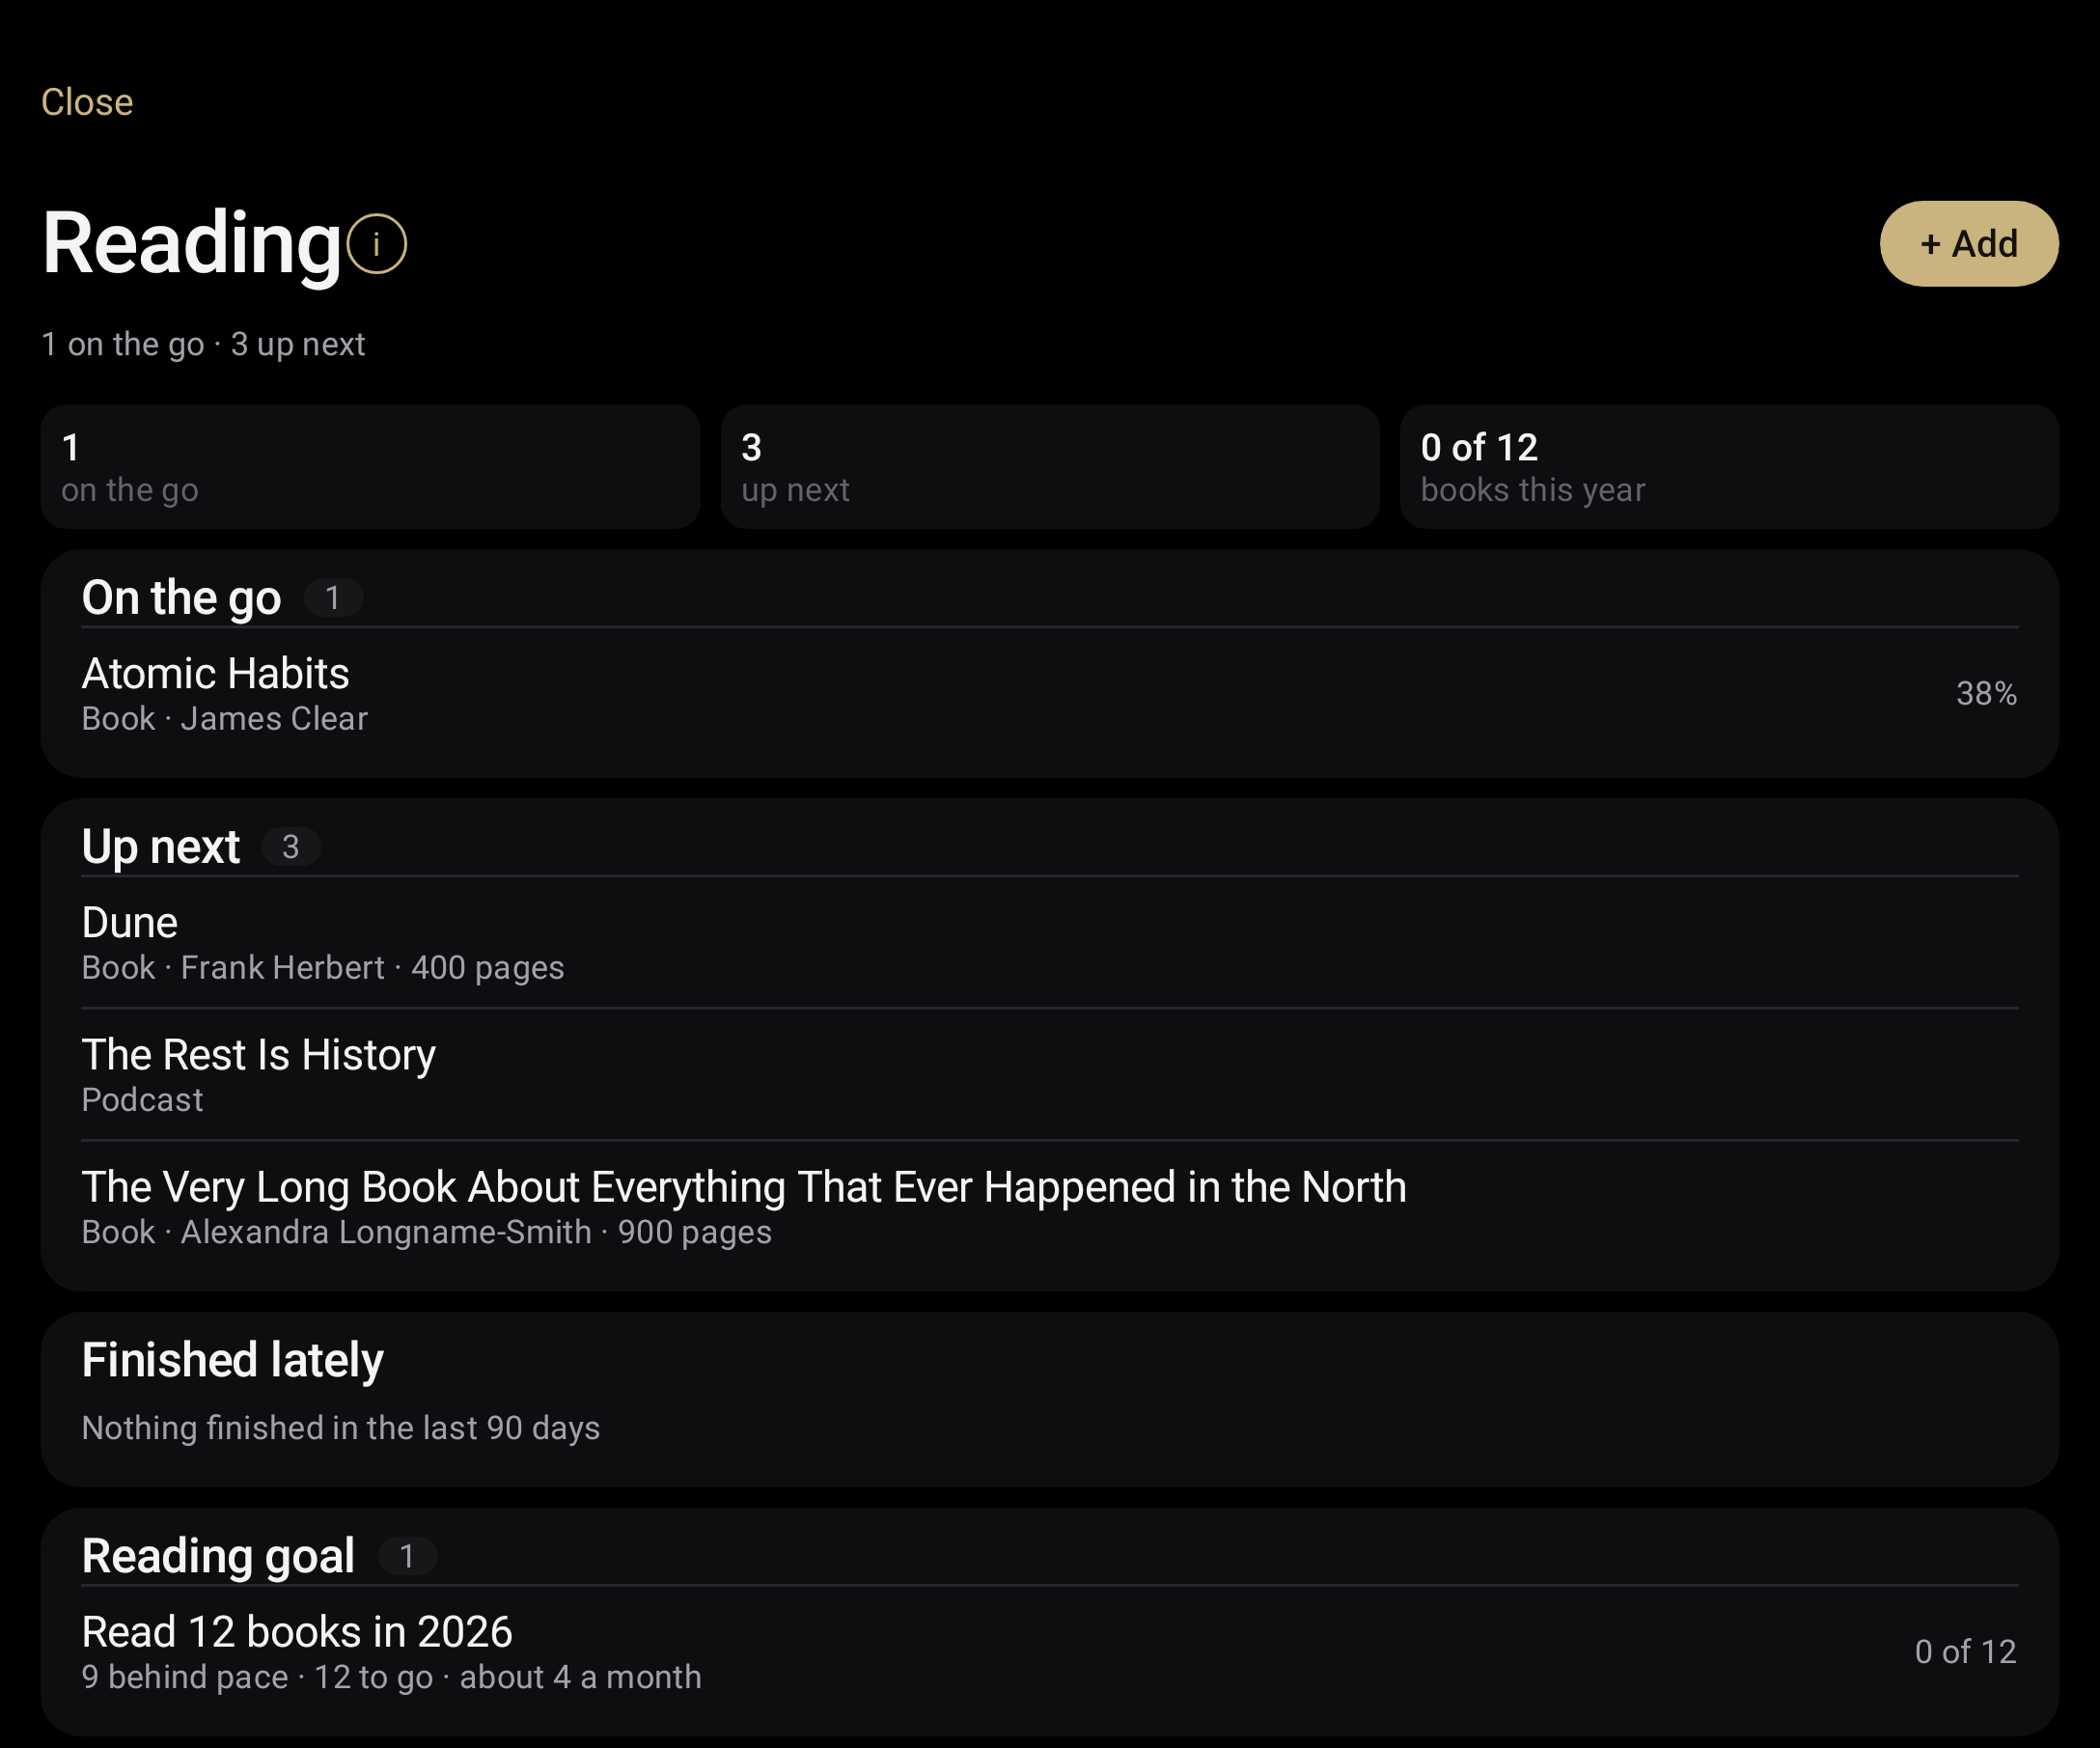 Close
Reading i
+ Add
1 on the go · 3 up next
1
on the go
3
up next
0 of 12
books this year
On the go 1
Atomic Habits
Book · James Clear
38%
Up next 3
Dune
Book · Frank Herbert · 400 pages
The Rest Is History
Podcast
The Very Long Book About Everything That Ever Happened in the North
Book · Alexandra Longname-Smith · 900 pages
Finished lately
Nothing finished in the last 90 days
Reading goal 1
Read 12 books in 2026
9 behind pace · 12 to go · about 4 a month
0 of 12